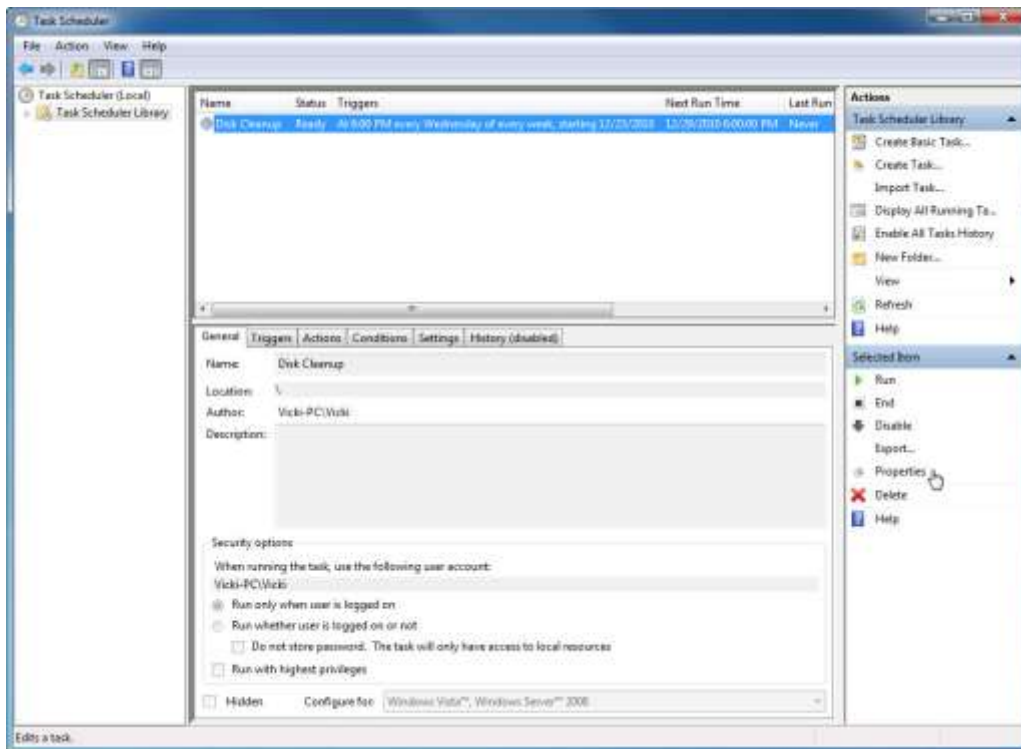 Task Scheduler
File Action View Help
Task Scheduler (Local)
Task Scheduler Library
Name Status Triggers Next Run Time Last Run
Disk Cleanup Ready At 6:00 PM every Wednesday of every week, starting 12/23/2010 12/29/2010 6:00:00 PM Never
General Triggers Actions Conditions Settings History (disabled)
Name: Disk Cleanup
Location: \
Author: Vicki-PC\Vicki
Description:
Security options
When running the task, use the following user account:
Vicki-PC\Vicki
Run only when user is logged on
Run whether user is logged on or not
Do not store password. The task will only have access to local resources
Run with highest privileges
Hidden Configure for: Windows Vista™, Windows Server™ 2008
Actions
Task Scheduler Library
Create Basic Task...
Create Task...
Import Task...
Display All Running Ta...
Enable All Tasks History
New Folder...
View
Refresh
Help
Selected Item
Run
End
Disable
Export...
Properties
Delete
Help
Edits a task.